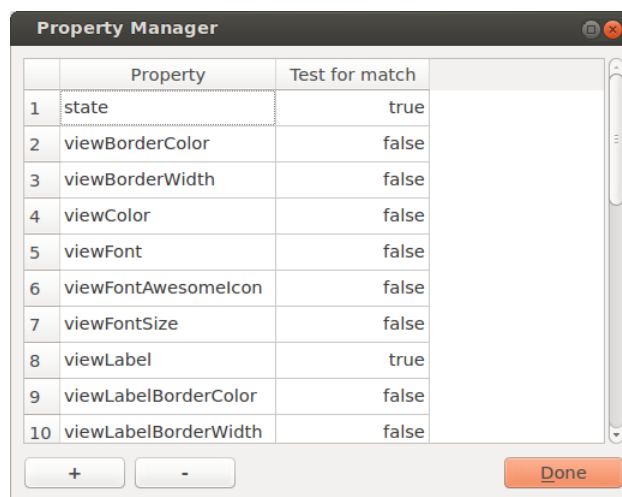 Property Manager
Property Test for match
1 state true
2 viewBorderColor false
3 viewBorderWidth false
4 viewColor false
5 viewFont false
6 viewFontAwesomeIcon false
7 viewFontSize false
8 viewLabel true
9 viewLabelBorderColor false
10 viewLabelBorderWidth false
+ - Done